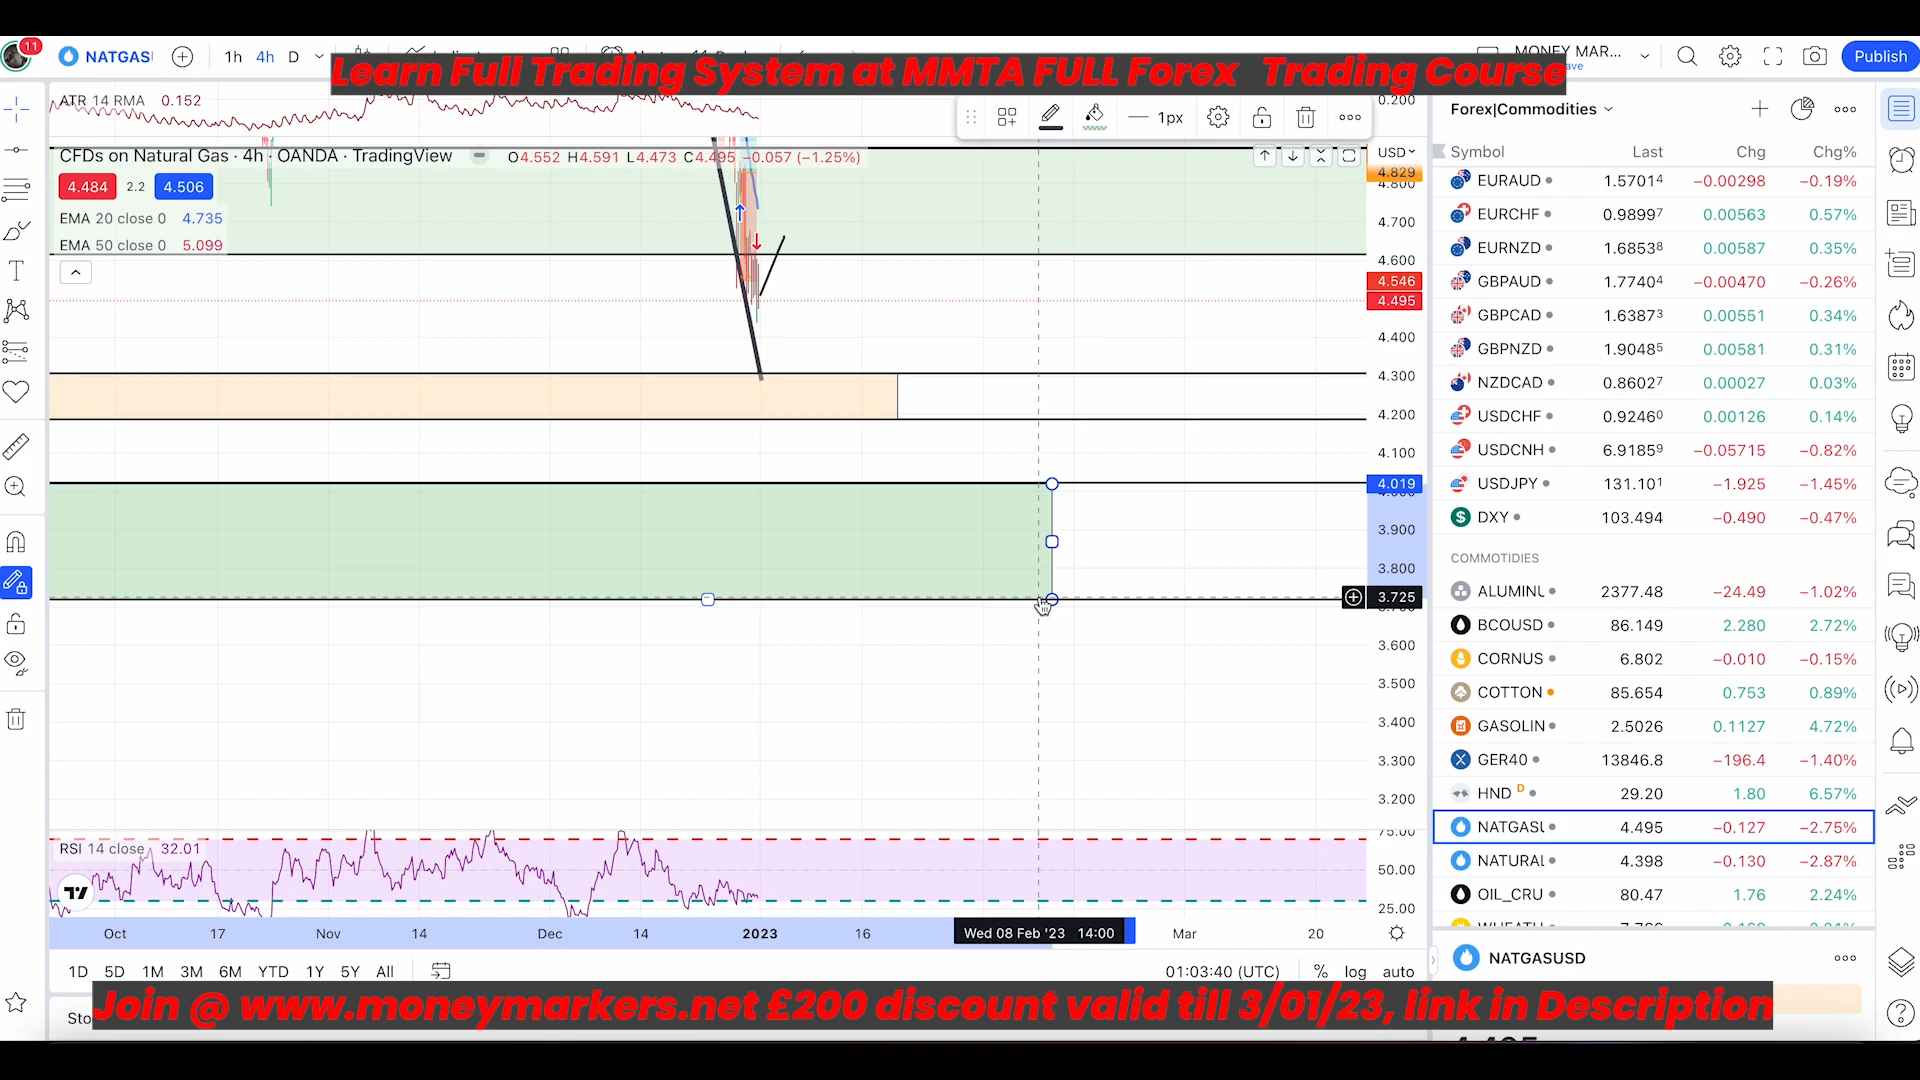 11
NATGAS
1h 4h D
MONEY MAR...
Publish
Learn Full Trading System at MMTA FULL Forex Trading Course
ATR 14 RMA 0.152
1px
CFDs on Natural Gas · 4h · OANDA · TradingView
O4.552 H4.591 L4.473 C4.495 −0.057 (−1.25%)
4.484 2.2 4.506
EMA 20 close 0 4.735
EMA 50 close 0 5.099
0.200
USD
4.829
4.800
4.700
4.600
4.546
4.495
4.400
4.300
4.200
4.100
4.019
3.900
3.800
3.725
3.600
3.500
3.400
3.300
3.200
RSI 14 close 32.01
75.00
50.00
25.00
Oct 17 Nov 14 Dec 14 2023 16 Wed 08 Feb '23 14:00 Mar 20
1D 5D 1M 3M 6M YTD 1Y 5Y All
01:03:40 (UTC) % log auto
Forex|Commodities
Symbol Last Chg Chg%
EURAUD 1.57014 −0.00298 −0.19%
EURCHF 0.98997 0.00563 0.57%
EURNZD 1.68538 0.00587 0.35%
GBPAUD 1.77404 −0.00470 −0.26%
GBPCAD 1.63873 0.00551 0.34%
GBPNZD 1.90485 0.00581 0.31%
NZDCAD 0.86027 0.00027 0.03%
USDCHF 0.92460 0.00126 0.14%
USDCNH 6.91859 −0.05715 −0.82%
USDJPY 131.101 −1.925 −1.45%
DXY 103.494 −0.490 −0.47%
COMMOTIDIES
ALUMINU 2377.48 −24.49 −1.02%
BCOUSD 86.149 2.280 2.72%
CORNUS 6.802 −0.010 −0.15%
COTTON 85.654 0.753 0.89%
GASOLIN 2.5026 0.1127 4.72%
GER40 13846.8 −196.4 −1.40%
HND D 29.20 1.80 6.57%
NATGASU 4.495 −0.127 −2.75%
NATURAL 4.398 −0.130 −2.87%
OIL_CRU 80.47 1.76 2.24%
NATGASUSD
Sto
Join @ www.moneymarkers.net £200 discount valid till 3/01/23, link in Description